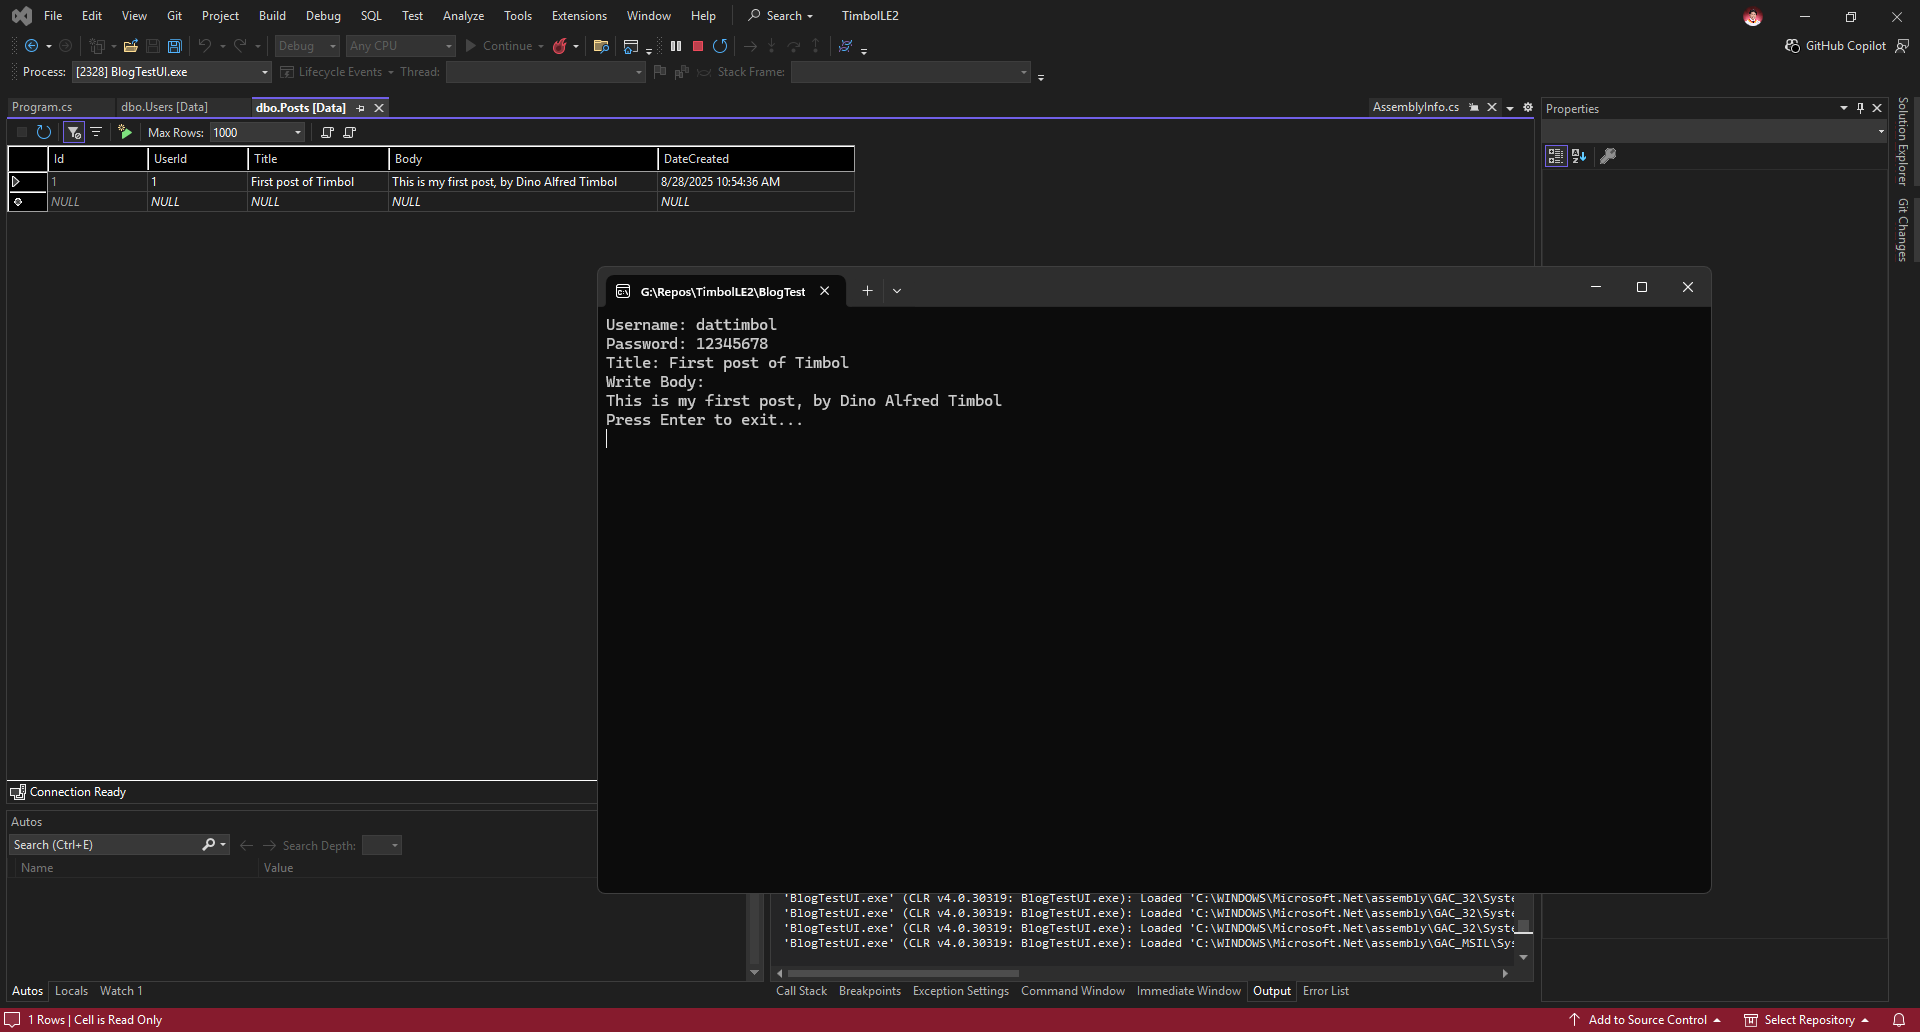 File Edit View Git Project Build Debug SQL Test Analyze Tools Extensions Window Help Search TimbolLE2
Debug Any CPU Continue GitHub Copilot
Process: [2328] BlogTestUI.exe Lifecycle Events Thread: Stack Frame:
Program.cs dbo.Users [Data] dbo.Posts [Data] AssemblyInfo.cs Properties
Max Rows: 1000
Id UserId Title Body DateCreated
1 1 First post of Timbol This is my first post, by Dino Alfred Timbol 8/28/2025 10:54:36 AM
NULL NULL NULL NULL NULL
Solution Explorer
Git Changes
G:\Repos\TimbolLE2\BlogTest
Username: dattimbol
Password: 12345678
Title: First post of Timbol
Write Body:
This is my first post, by Dino Alfred Timbol
Press Enter to exit...
Connection Ready
Autos
Search (Ctrl+E) Search Depth:
Name Value
'BlogTestUI.exe' (CLR v4.0.30319: BlogTestUI.exe): Loaded 'C:\WINDOWS\Microsoft.Net\assembly\GAC_32\Syste
'BlogTestUI.exe' (CLR v4.0.30319: BlogTestUI.exe): Loaded 'C:\WINDOWS\Microsoft.Net\assembly\GAC_32\Syste
'BlogTestUI.exe' (CLR v4.0.30319: BlogTestUI.exe): Loaded 'C:\WINDOWS\Microsoft.Net\assembly\GAC_32\Syste
'BlogTestUI.exe' (CLR v4.0.30319: BlogTestUI.exe): Loaded 'C:\WINDOWS\Microsoft.Net\assembly\GAC_MSIL\Sys
Autos Locals Watch 1 Call Stack Breakpoints Exception Settings Command Window Immediate Window Output Error List
1 Rows | Cell is Read Only Add to Source Control Select Repository